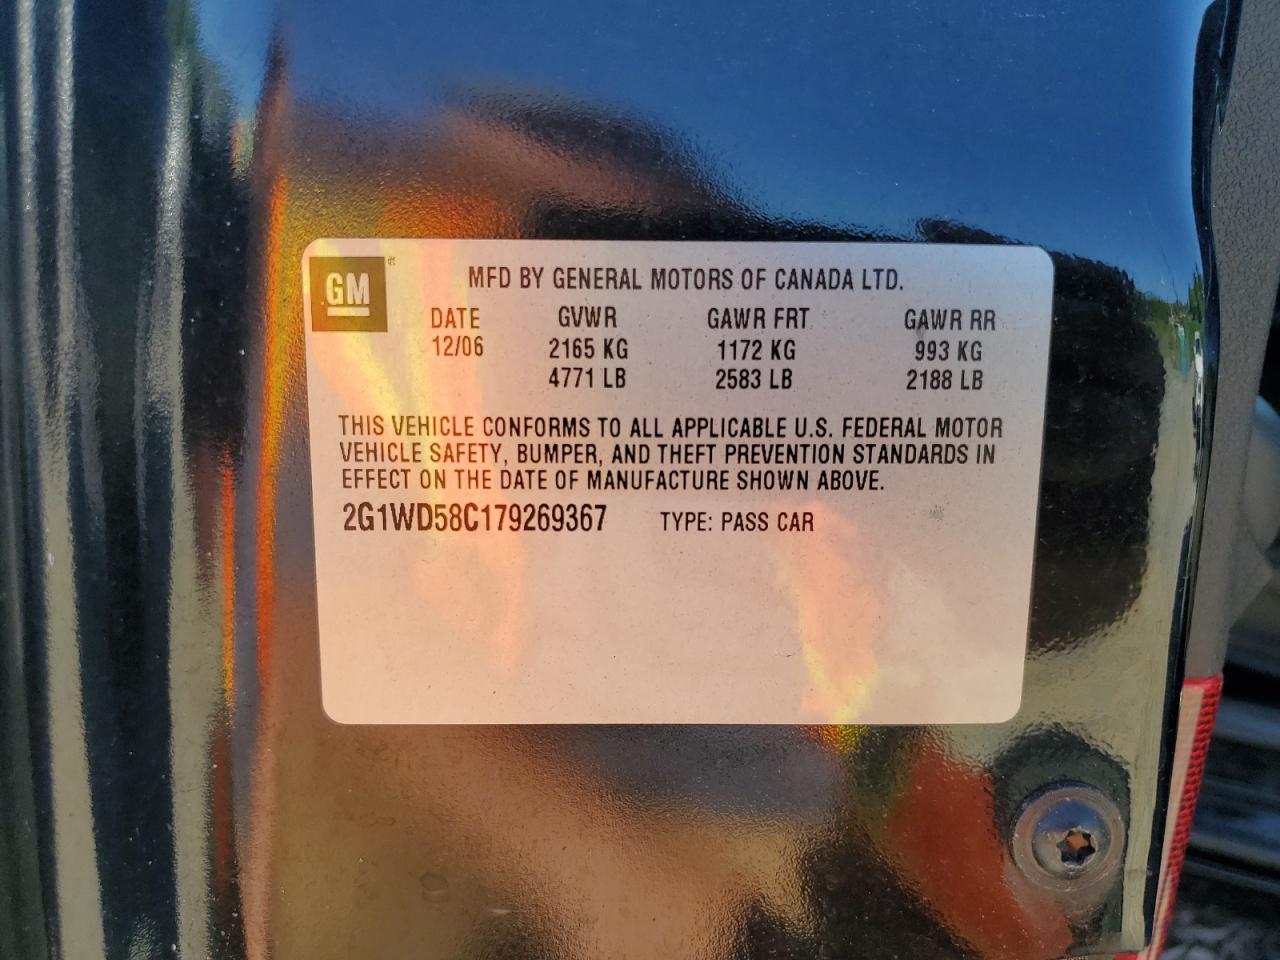 GM
MFD BY GENERAL MOTORS OF CANADA LTD.
DATE GVWR GAWR FRT GAWR RR
12/06 2165 KG 1172 KG 993 KG
4771 LB 2583 LB 2188 LB
THIS VEHICLE CONFORMS TO ALL APPLICABLE U.S. FEDERAL MOTOR
VEHICLE SAFETY, BUMPER, AND THEFT PREVENTION STANDARDS IN
EFFECT ON THE DATE OF MANUFACTURE SHOWN ABOVE.
2G1WD58C179269367 TYPE: PASS CAR